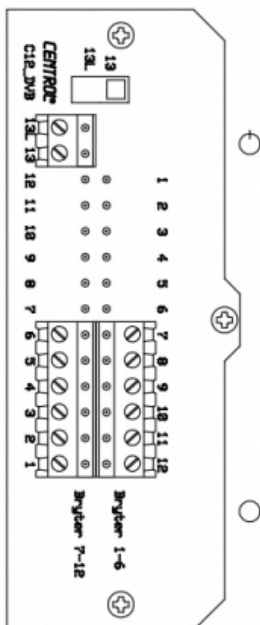 1 2 3 4 5 6 7 8 9 10 11 12
Bryter 1-6
13
13L
Bryter 7-12
CENTROL
C12_DVB
13L 13 12 11 10 9 8 7 6 5 4 3 2 1